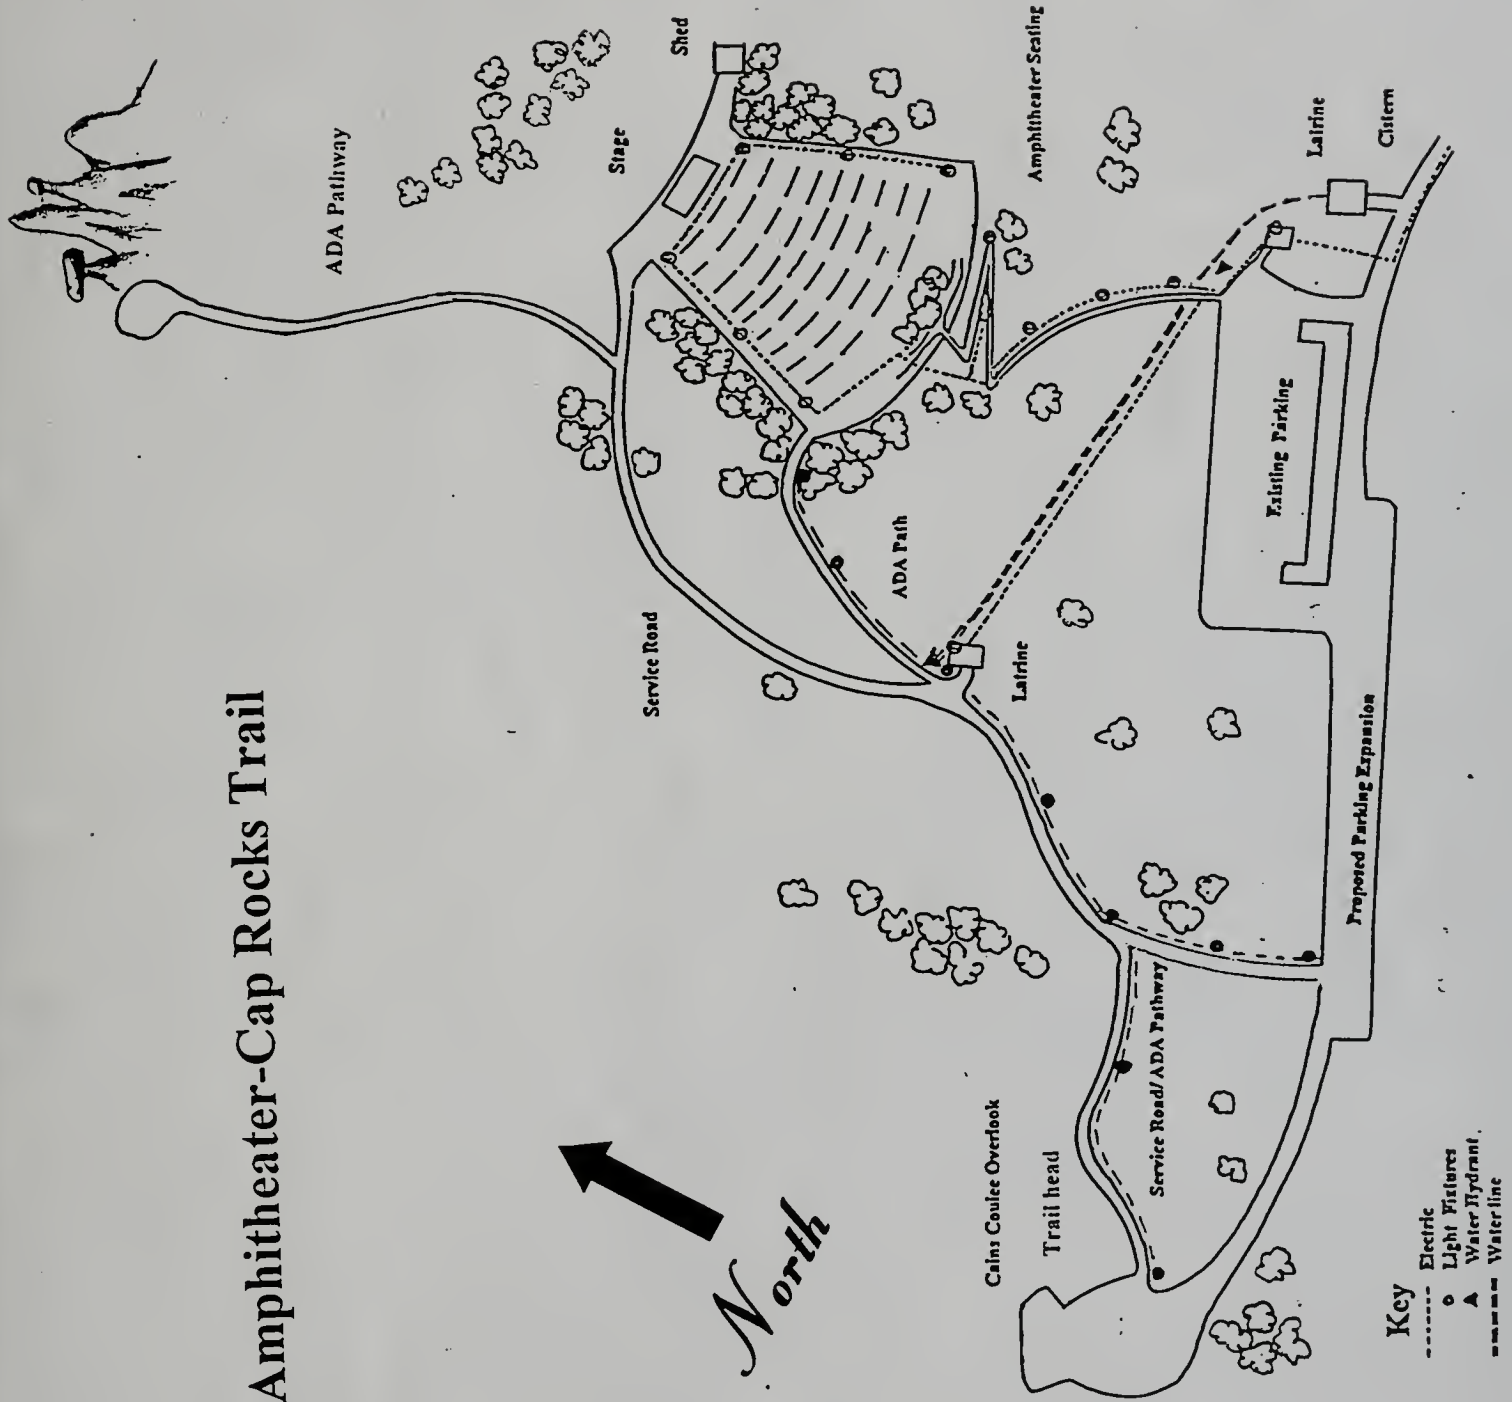 Amphitheater-Cap Rocks Trail
ADA Pathway
Shed
Stage
Amphitheater Seating
Latrine
Cistern
Service Road
ADA Path
Latrine
Existing Parking
Proposed Parking Expansion
Service Road/ADA Pathway
Cains Coulee Overlook
Trail head
North
Key
Electric
Light Fixtures
Water Hydrant.
Water line